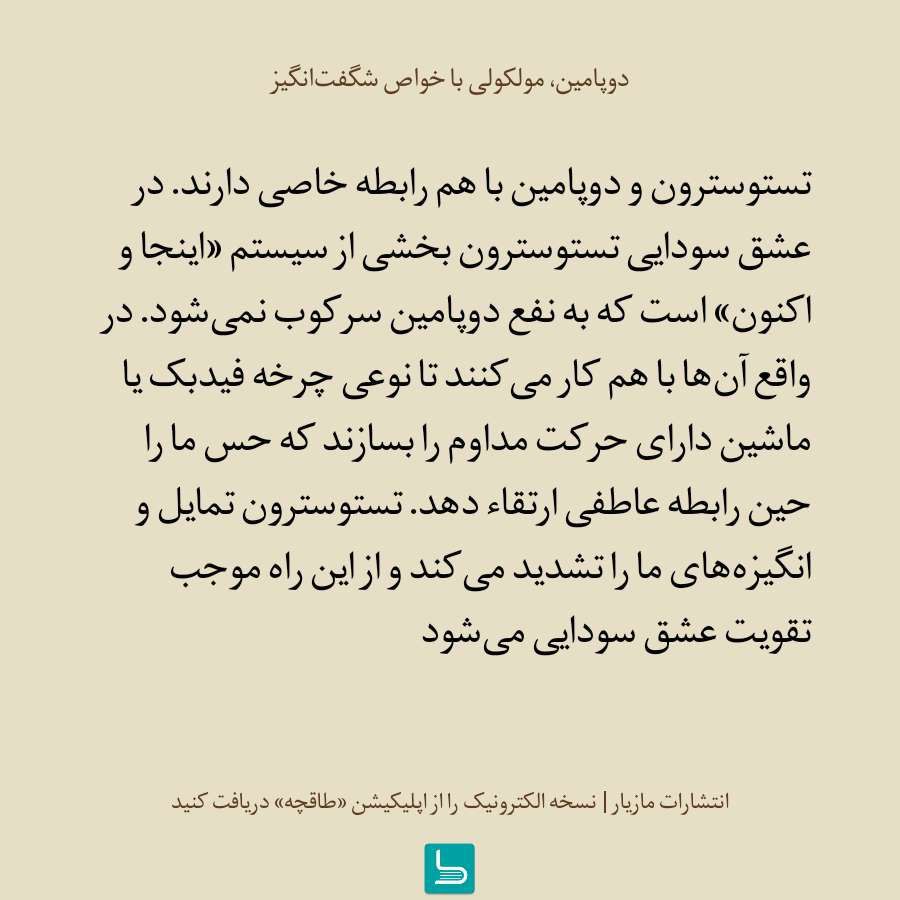 دوپامین، مولکولی با خواص شگفت‌انگیز
تستوسترون و دوپامین با هم رابطه خاصی دارند. در
عشق سودایی تستوسترون بخشی از سیستم «اینجا و
اکنون» است که به نفع دوپامین سرکوب نمی‌شود. در
واقع آن‌ها با هم کار می‌کنند تا نوعی چرخه فیدبک یا
ماشین دارای حرکت مداوم را بسازند که حس ما را
حین رابطه عاطفی ارتقاء دهد. تستوسترون تمایل و
انگیزه‌های ما را تشدید می‌کند و از این راه موجب
تقویت عشق سودایی می‌شود
انتشارات مازیار | نسخه الکترونیک را از اپلیکیشن «طاقچه» دریافت کنید